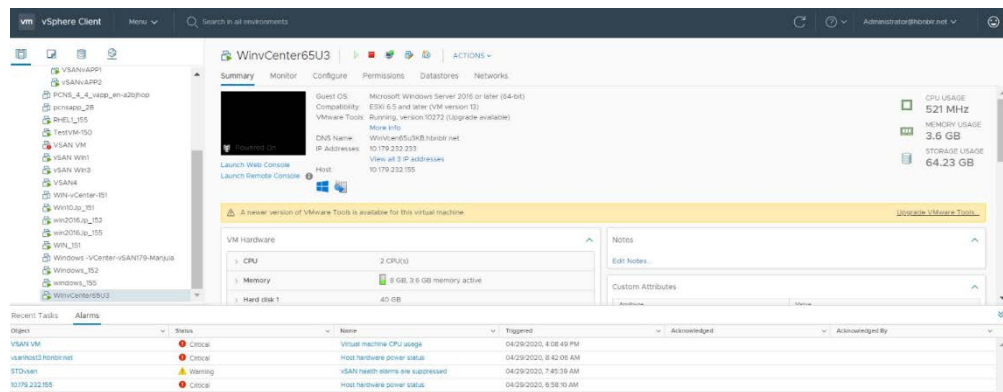 vm vSphere Client Menu Search in all environments Administrator@hbnblr.net
VSANvAPP1
vSANvAPP2
PCNS_4_4_vapp_en-a2bjhop
pcnsapp_28
RHEL1_155
TestVM-150
VSAN VM
vSAN Win1
vSAN Win3
VSAN4
WIN-vCenter-151
Win10Jp_151
win2016Jp_152
win2016Jp_155
WIN_151
Windows -VCenter-vSAN179-Manjula
Windows_152
windows_155
WinvCenter65U3
WinvCenter65U3 ACTIONS
Summary Monitor Configure Permissions Datastores Networks
Powered On
Launch Web Console
Launch Remote Console
Guest OS: Microsoft Windows Server 2016 or later (64-bit)
Compatibility: ESXi 6.5 and later (VM version 13)
VMware Tools: Running, version:10272 (Upgrade available)
More info
DNS Name: WinVcen65u3KB.hbnblr.net
IP Addresses: 10.179.232.233
View all 3 IP addresses
Host: 10.179.232.155
CPU USAGE
521 MHz
MEMORY USAGE
3.6 GB
STORAGE USAGE
64.23 GB
A newer version of VMware Tools is available for this virtual machine. Upgrade VMware Tools...
VM Hardware
CPU 2 CPU(s)
Memory 8 GB, 3.6 GB memory active
Hard disk 1 40 GB
Notes
Edit Notes...
Custom Attributes
Attribute Value
Recent Tasks Alarms
Object Status Name Triggered Acknowledged Acknowledged By
VSAN VM Critical Virtual machine CPU usage 04/29/2020, 4:08:49 PM
vsanhost3.hbnblr.net Critical Host hardware power status 04/29/2020, 8:42:06 AM
STDvsan Warning vSAN health alarms are suppressed 04/29/2020, 7:45:39 AM
10.179.232.155 Critical Host hardware power status 04/29/2020, 6:58:10 AM